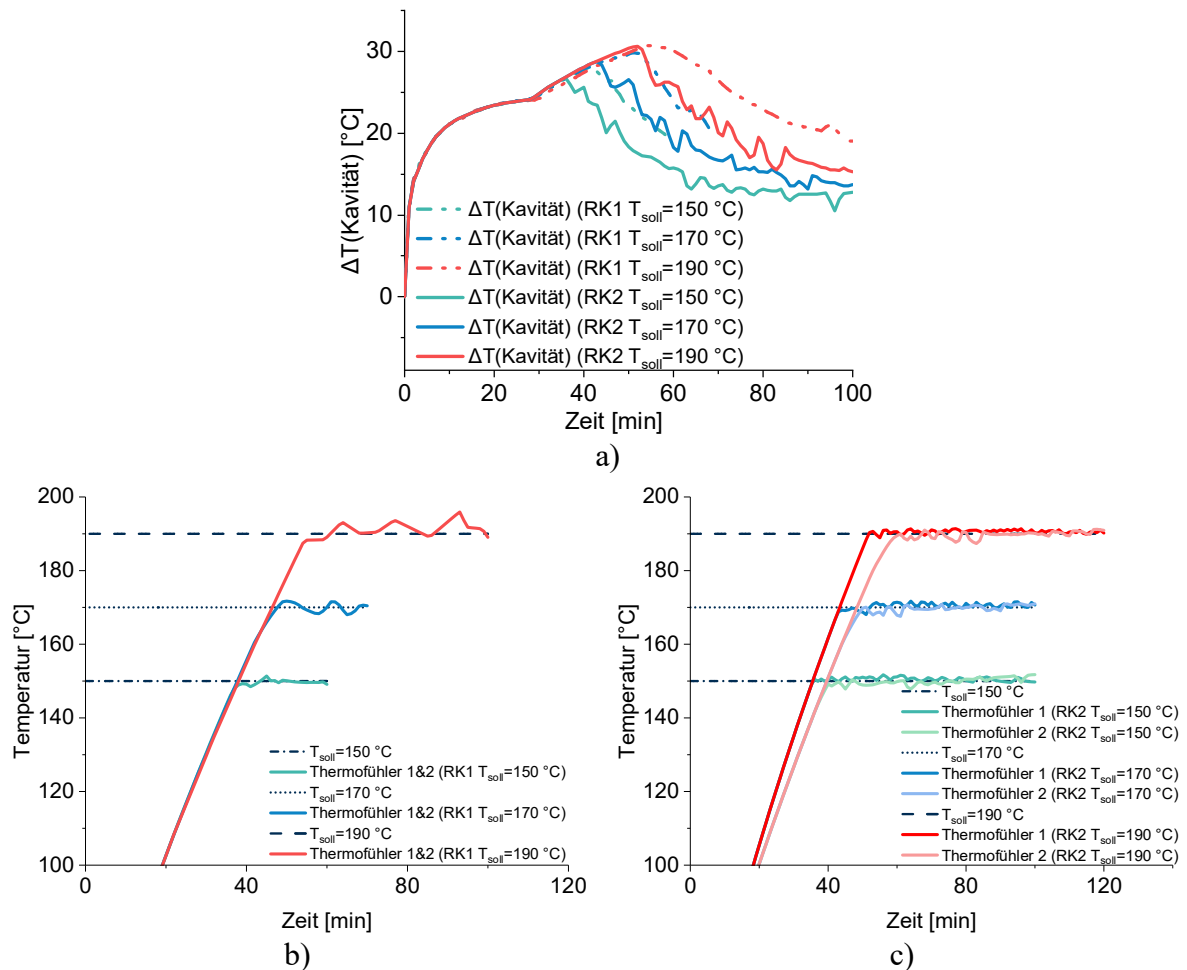 30
20
10
0
ΔT(Kavität) [°C]
ΔT(Kavität) (RK1 Tsoll=150 °C)
ΔT(Kavität) (RK1 Tsoll=170 °C)
ΔT(Kavität) (RK1 Tsoll=190 °C)
ΔT(Kavität) (RK2 Tsoll=150 °C)
ΔT(Kavität) (RK2 Tsoll=170 °C)
ΔT(Kavität) (RK2 Tsoll=190 °C)
0 20 40 60 80 100
Zeit [min]
a)
200
180
160
140
120
100
Temperatur [°C]
Tsoll=150 °C
Thermofühler 1&2 (RK1 Tsoll=150 °C)
Tsoll=170 °C
Thermofühler 1&2 (RK1 Tsoll=170 °C)
Tsoll=190 °C
Thermofühler 1&2 (RK1 Tsoll=190 °C)
0 40 80 120
Zeit [min]
b)
200
180
160
140
120
100
Temperatur [°C]
Tsoll=150 °C
Thermofühler 1 (RK2 Tsoll=150 °C)
Thermofühler 2 (RK2 Tsoll=150 °C)
Tsoll=170 °C
Thermofühler 1 (RK2 Tsoll=170 °C)
Thermofühler 2 (RK2 Tsoll=170 °C)
Tsoll=190 °C
Thermofühler 1 (RK2 Tsoll=190 °C)
Thermofühler 2 (RK2 Tsoll=190 °C)
0 40 80 120
Zeit [min]
c)